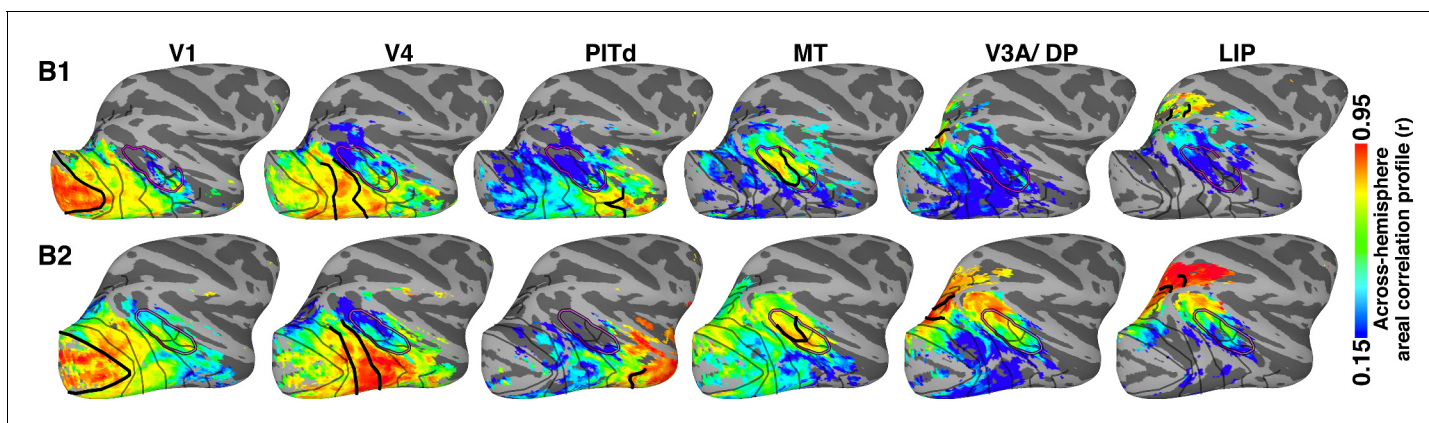 V1 V4 PITd MT V3A/ DP LIP
B1
B2
0.15 0.95
Across-hemisphere
areal correlation profile (r)